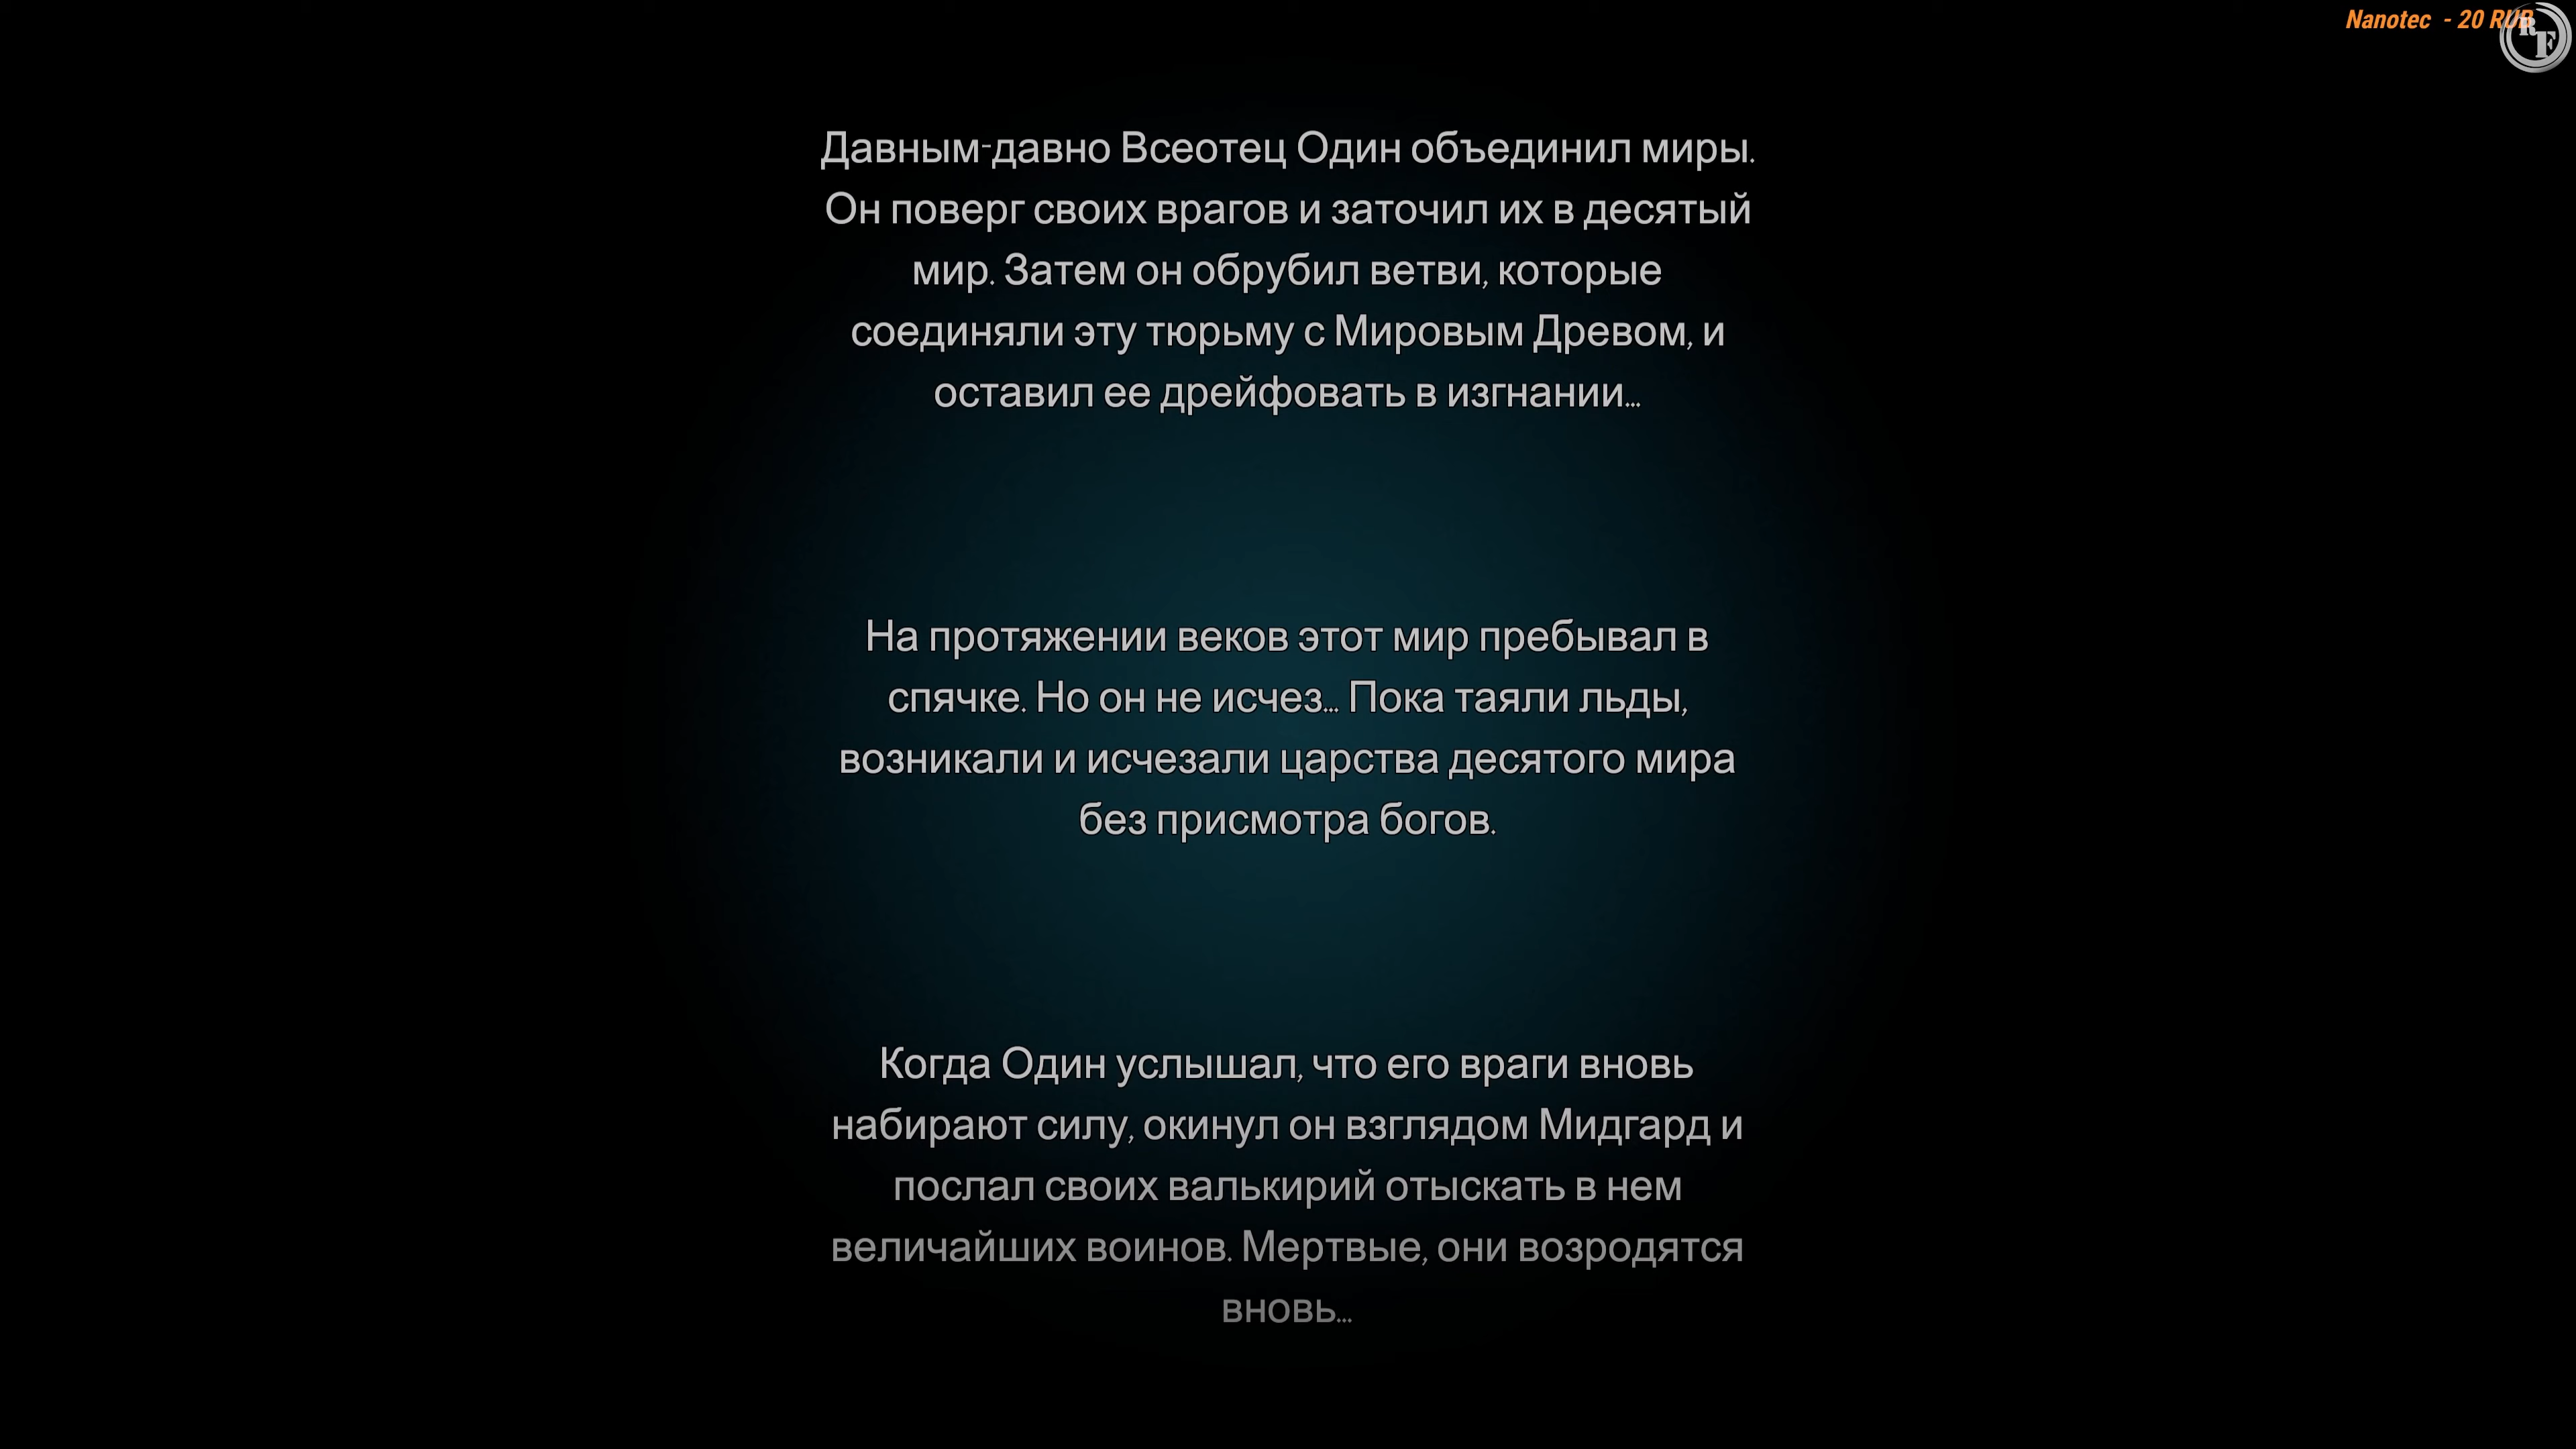 Nanotec - 20 RUB
RF
Давным-давно Всеотец Один объединил миры.
Он поверг своих врагов и заточил их в десятый
мир. Затем он обрубил ветви, которые
соединяли эту тюрьму с Мировым Древом, и
оставил ее дрейфовать в изгнании...
На протяжении веков этот мир пребывал в
спячке. Но он не исчез... Пока таяли льды,
возникали и исчезали царства десятого мира
без присмотра богов.
Когда Один услышал, что его враги вновь
набирают силу, окинул он взглядом Мидгард и
послал своих валькирий отыскать в нем
величайших воинов. Мертвые, они возродятся
вновь...